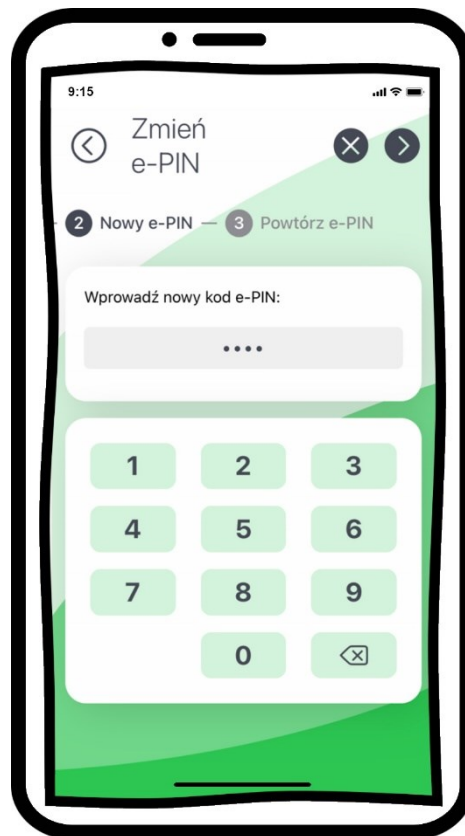 9:15
Zmień
e-PIN
2 Nowy e-PIN — 3 Powtórz e-PIN
Wprowadź nowy kod e-PIN:
••••
1 2 3
4 5 6
7 8 9
0